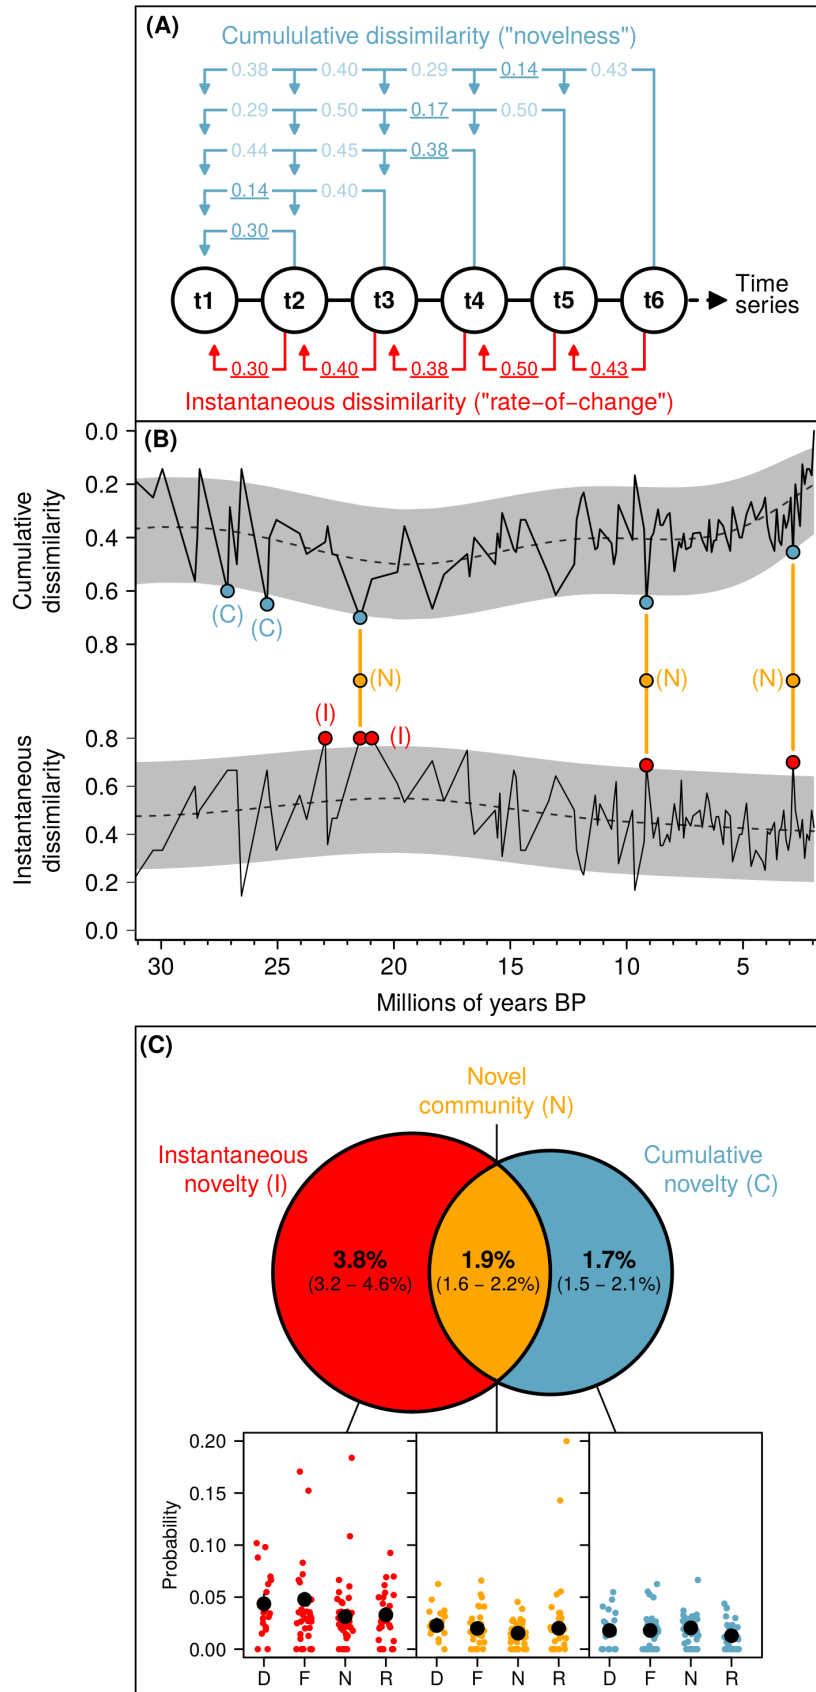 (A)
Cumululative dissimilarity ("novelness")
0.38 0.40 0.29 0.14 0.43
0.29 0.50 0.17 0.50
0.44 0.45 0.38
0.14 0.40
0.30
t1 t2 t3 t4 t5 t6
Time
series
0.30 0.40 0.38 0.50 0.43
Instantaneous dissimilarity ("rate−of−change")
(B)
Cumulative
dissimilarity
0.0
0.2
0.4
0.6
0.8
(C)
(C)
(N) (N) (N)
(I)
(I)
Instantaneous
dissimilarity
0.8
0.6
0.4
0.2
0.0
30 25 20 15 10 5
Millions of years BP
(C)
Novel
community (N)
Instantaneous
novelty (I)
Cumulative
novelty (C)
3.8% 1.9% 1.7%
(3.2 − 4.6%) (1.6 − 2.2%) (1.5 − 2.1%)
Probability
0.20
0.15
0.10
0.05
0.00
D F N R D F N R D F N R